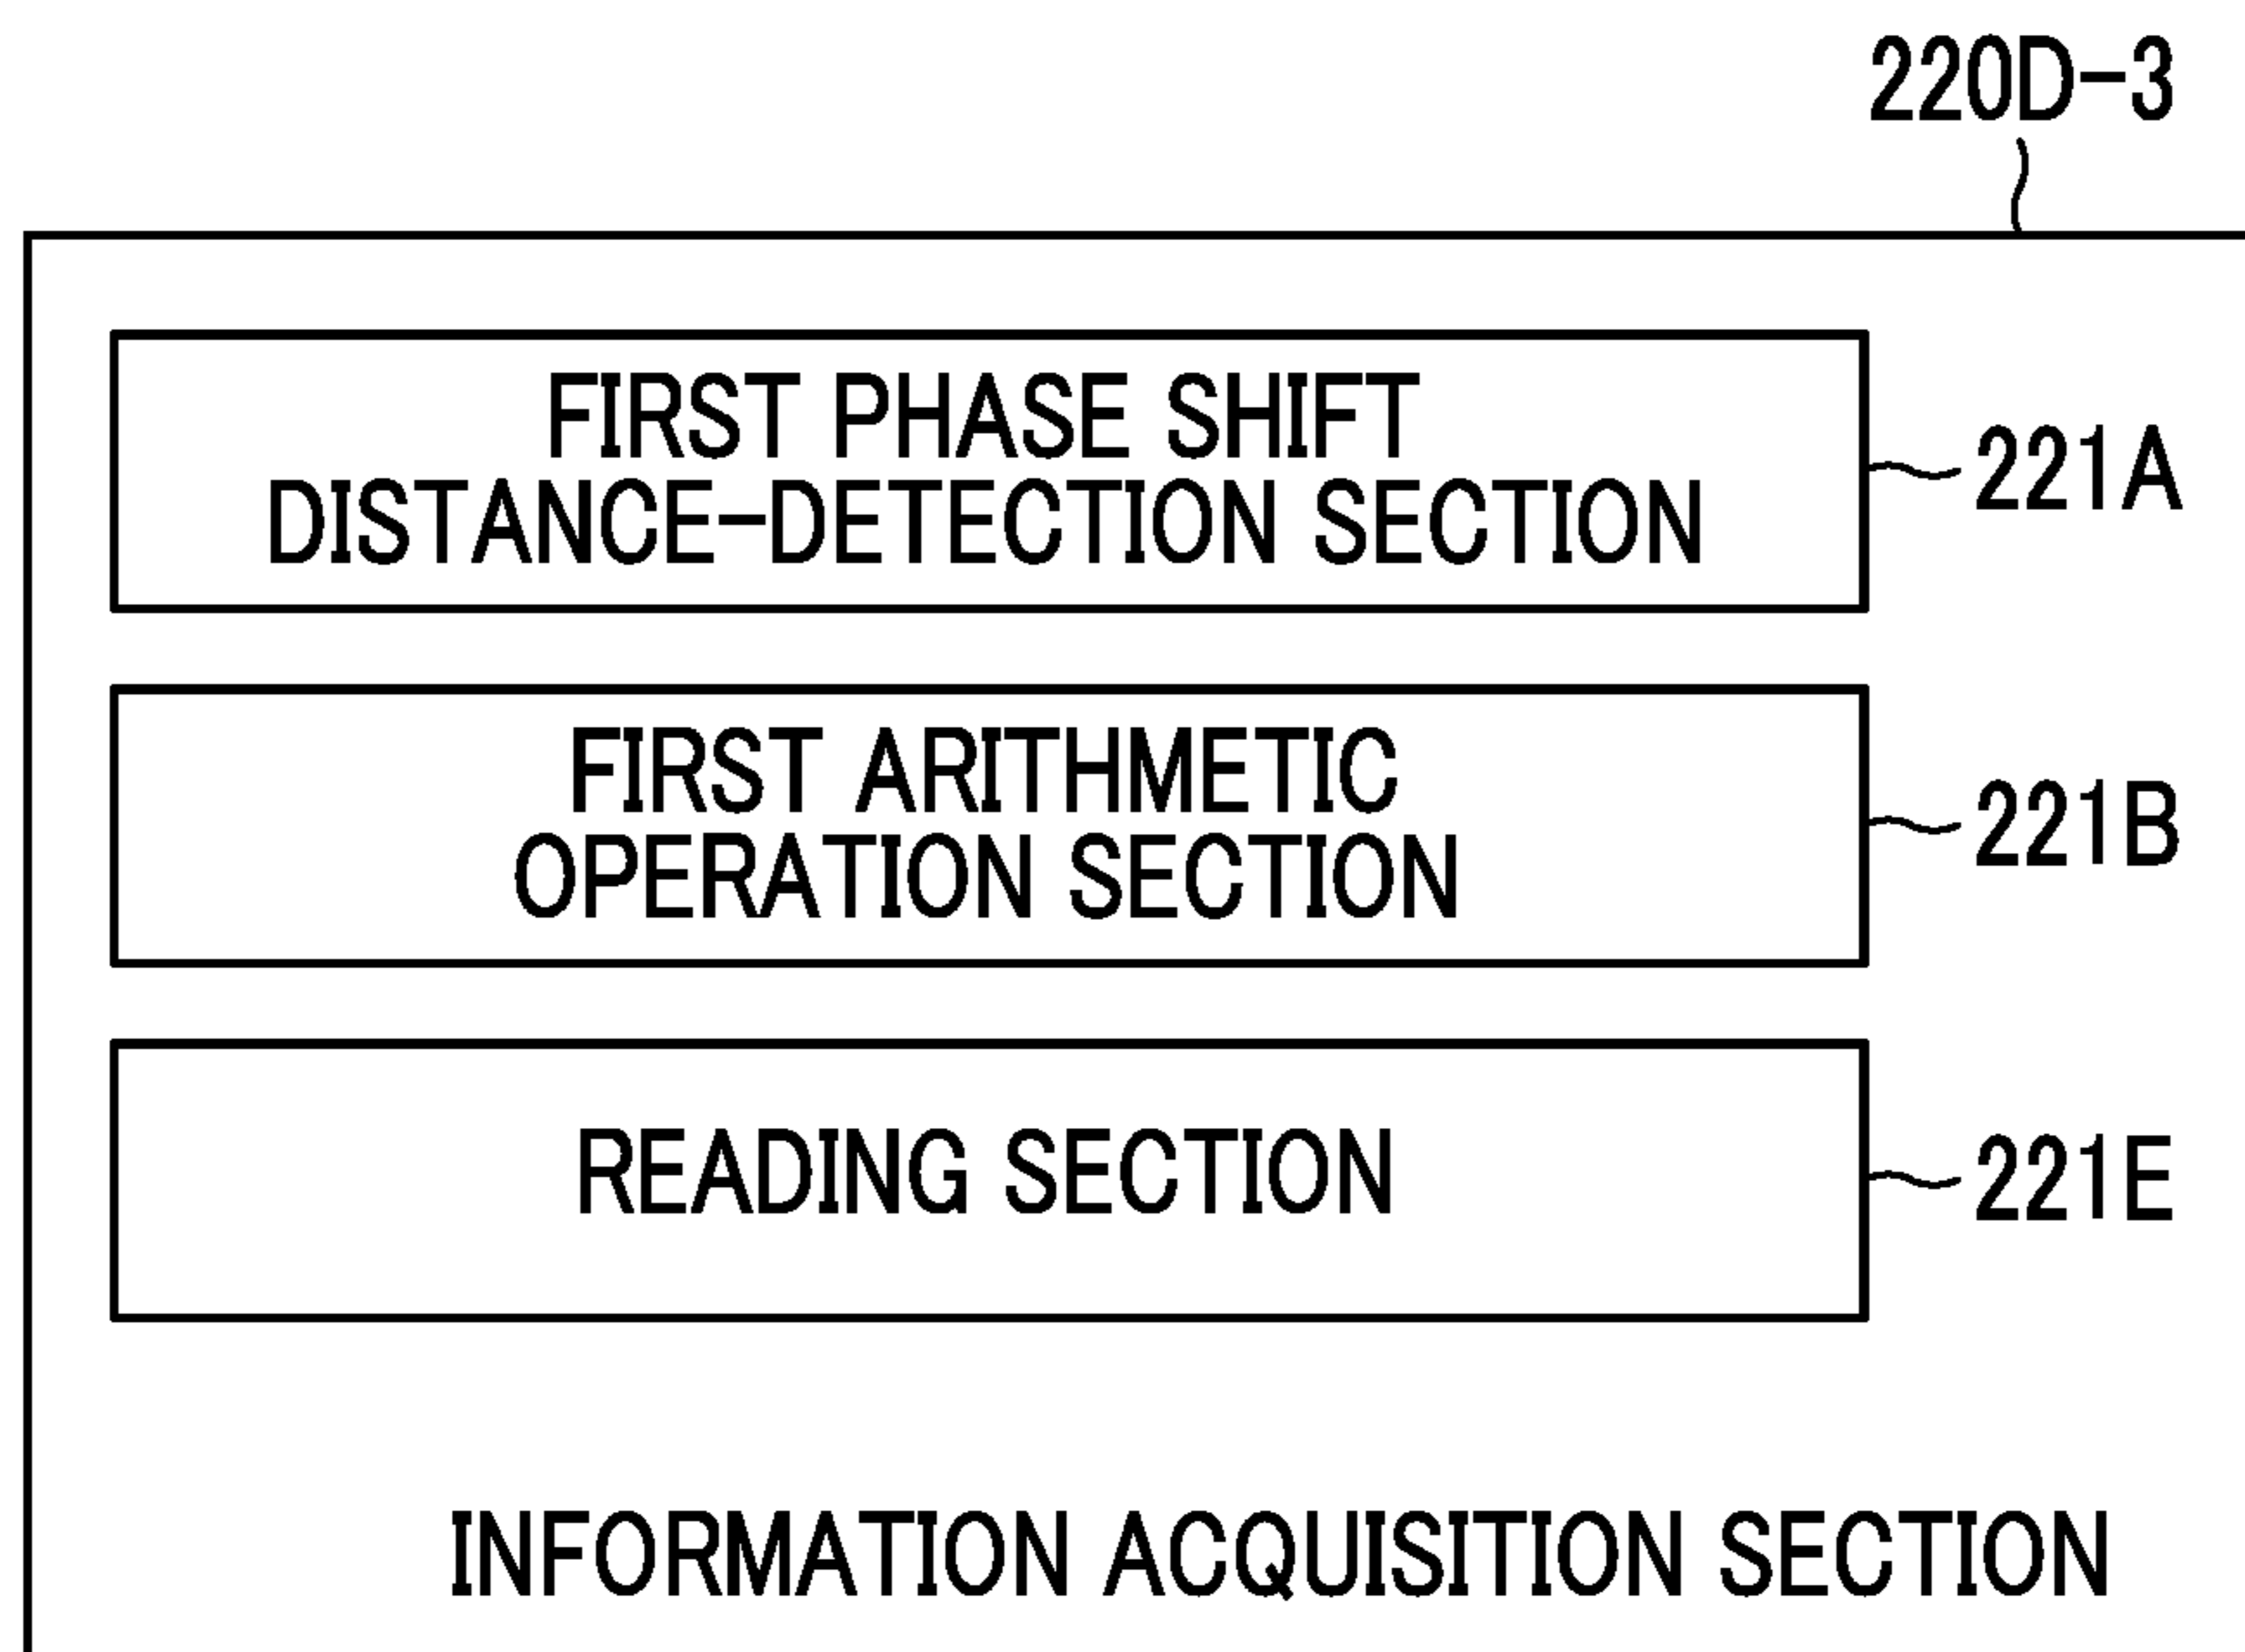 220D-3
FIRST PHASE SHIFT
DISTANCE-DETECTION SECTION
221A
FIRST ARITHMETIC
OPERATION SECTION
221B
READING SECTION
221E
INFORMATION ACQUISITION SECTION